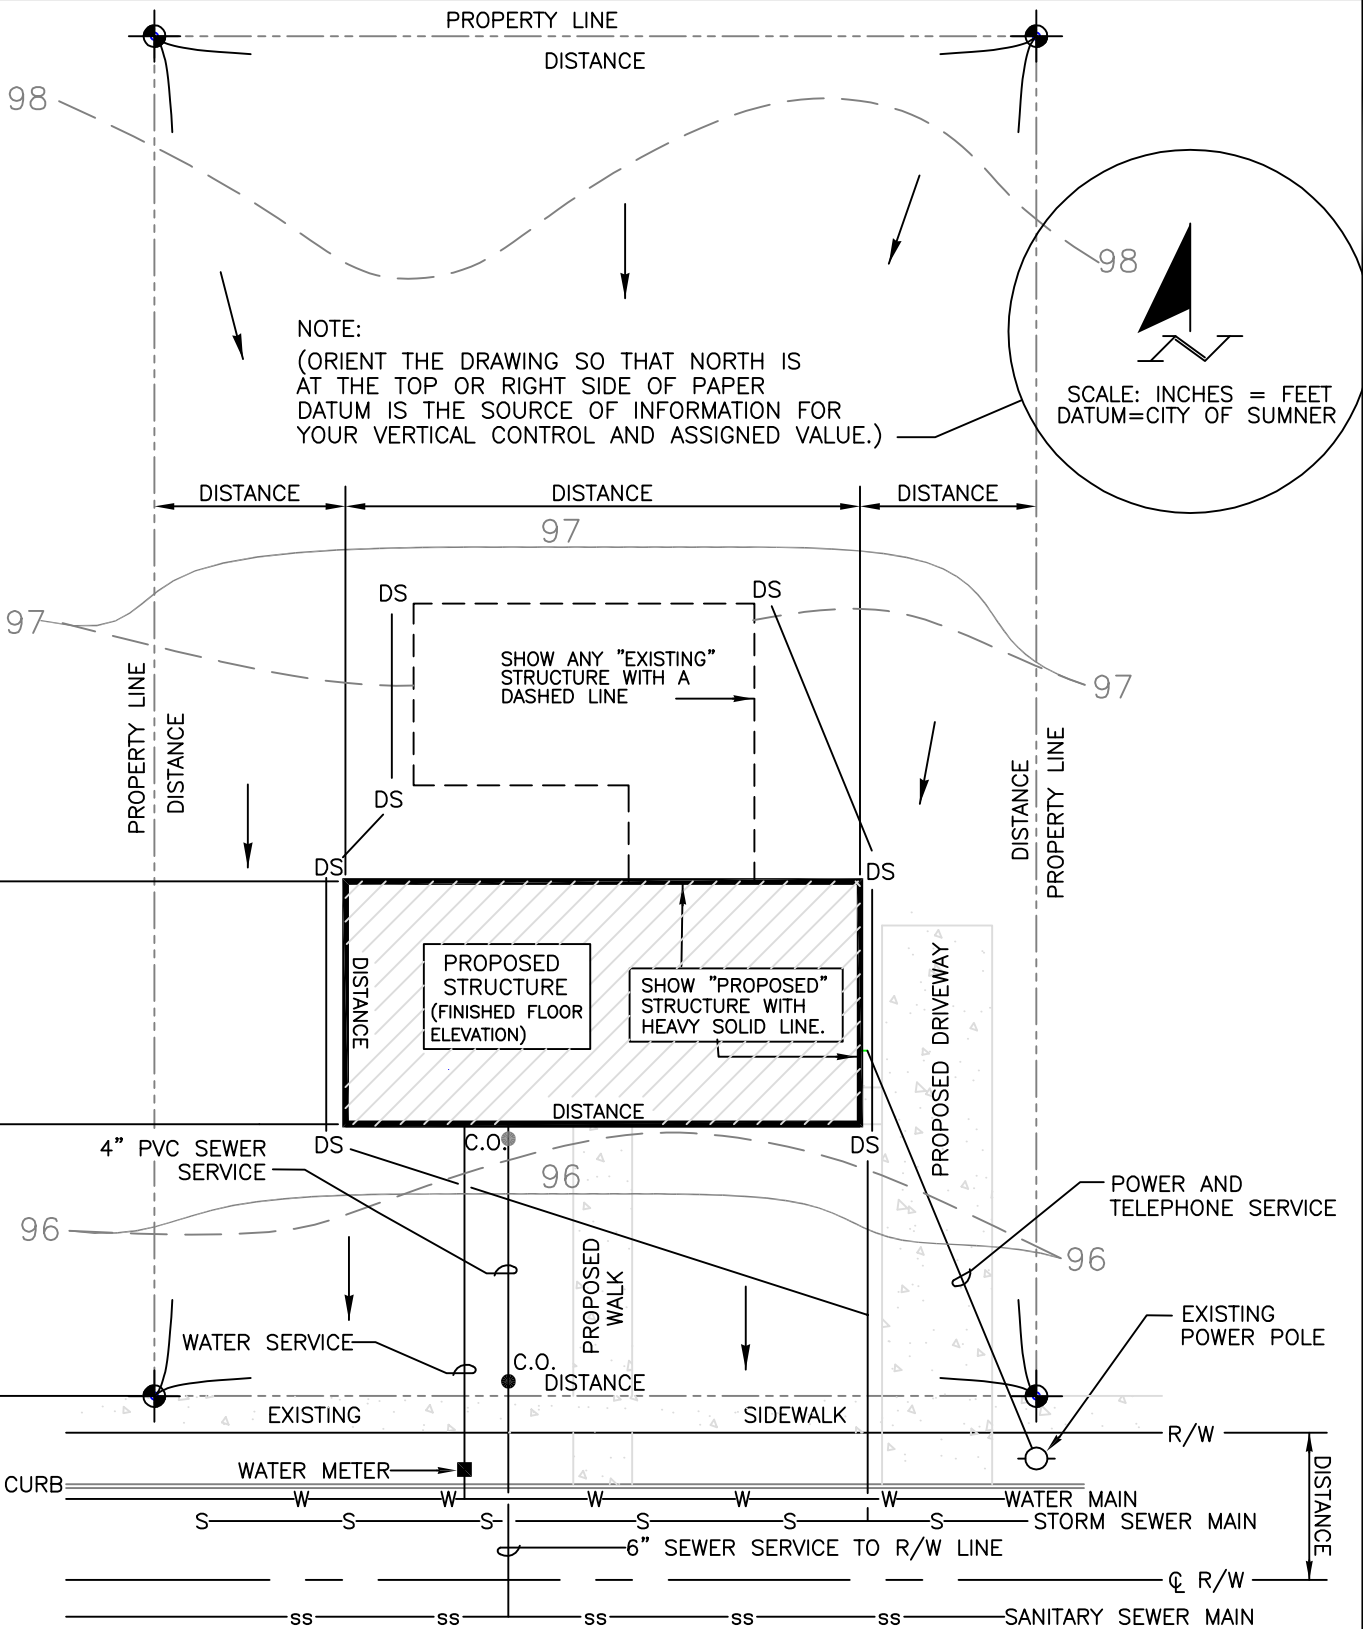 PROPERTY LINE
DISTANCE
98
98
NOTE:
(ORIENT THE DRAWING SO THAT NORTH IS
AT THE TOP OR RIGHT SIDE OF PAPER
DATUM IS THE SOURCE OF INFORMATION FOR
YOUR VERTICAL CONTROL AND ASSIGNED VALUE.)
N
SCALE: INCHES = FEET
DATUM=CITY OF SUMNER
DISTANCE
DISTANCE
DISTANCE
97
97
97
DS
DS
SHOW ANY "EXISTING"
STRUCTURE WITH A
DASHED LINE
PROPERTY LINE
DISTANCE
DISTANCE
PROPERTY LINE
DS
DS
DS
DISTANCE
PROPOSED
STRUCTURE
(FINISHED FLOOR
ELEVATION)
SHOW "PROPOSED"
STRUCTURE WITH
HEAVY SOLID LINE.
PROPOSED DRIVEWAY
DISTANCE
DS
C.O.
DS
4" PVC SEWER
SERVICE
96
96
96
POWER AND
TELEPHONE SERVICE
PROPOSED
WALK
EXISTING
POWER POLE
WATER SERVICE
C.O.
DISTANCE
EXISTING
SIDEWALK
R/W
WATER METER
DISTANCE
CURB
W W W W W WATER MAIN
S S S S S S STORM SEWER MAIN
6" SEWER SERVICE TO R/W LINE
℄ R/W
SS SS SS SS SS SANITARY SEWER MAIN